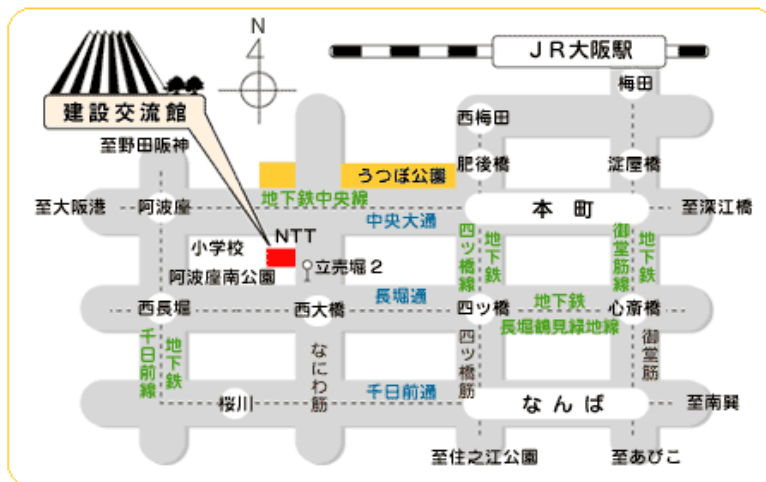 N
JR大阪駅
梅田
建設交流館
西梅田
至野田阪神
肥後橋
淀屋橋
うつぼ公園
地下鉄中央線
至大阪港
阿波座
中央大通
本町
至深江橋
NTT
小学校
立売堀2
阿波座南公園
四ツ橋線
地下鉄
御堂筋線
地下鉄
西長堀
西大橋
長堀通
四ツ橋
地下鉄
長堀鶴見緑地線
心斎橋
千日前線
地下鉄
なにわ筋
四ツ橋筋
御堂筋
桜川
千日前通
なんば
至南巽
至住之江公園
至あびこ